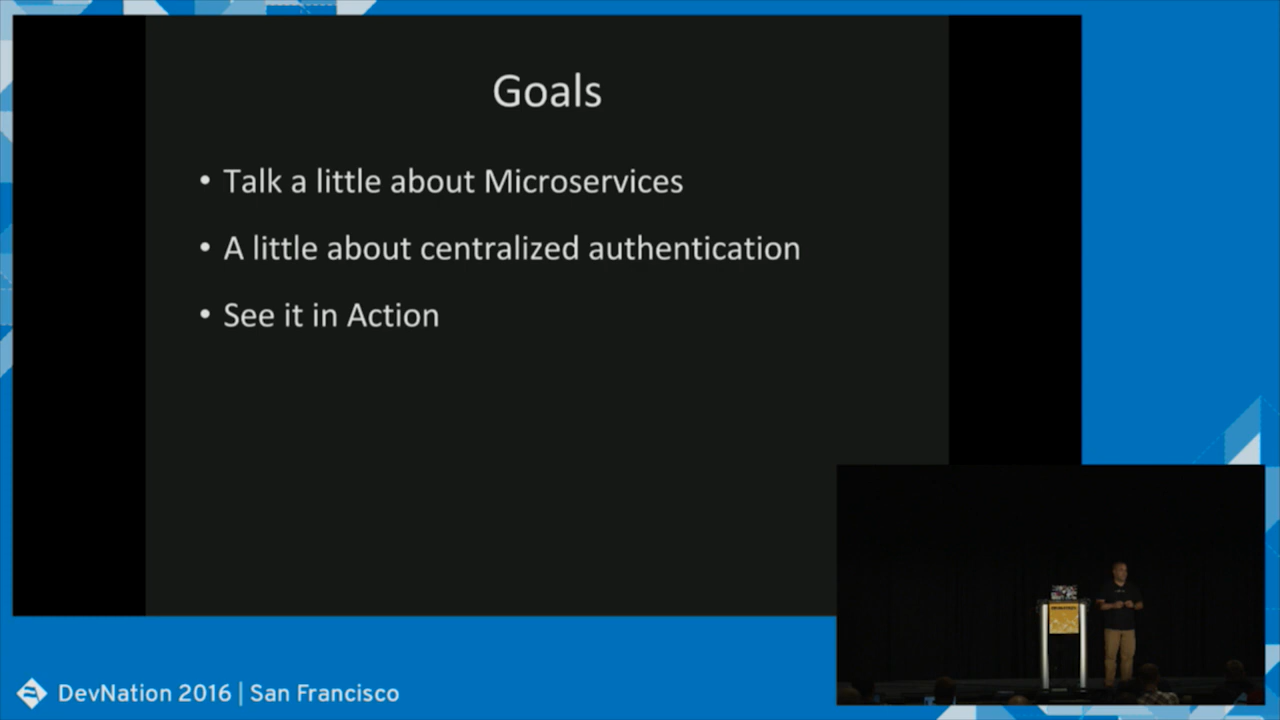 Goals
• Talk a little about Microservices
• A little about centralized authentication
• See it in Action
DevNation 2016 | San Francisco